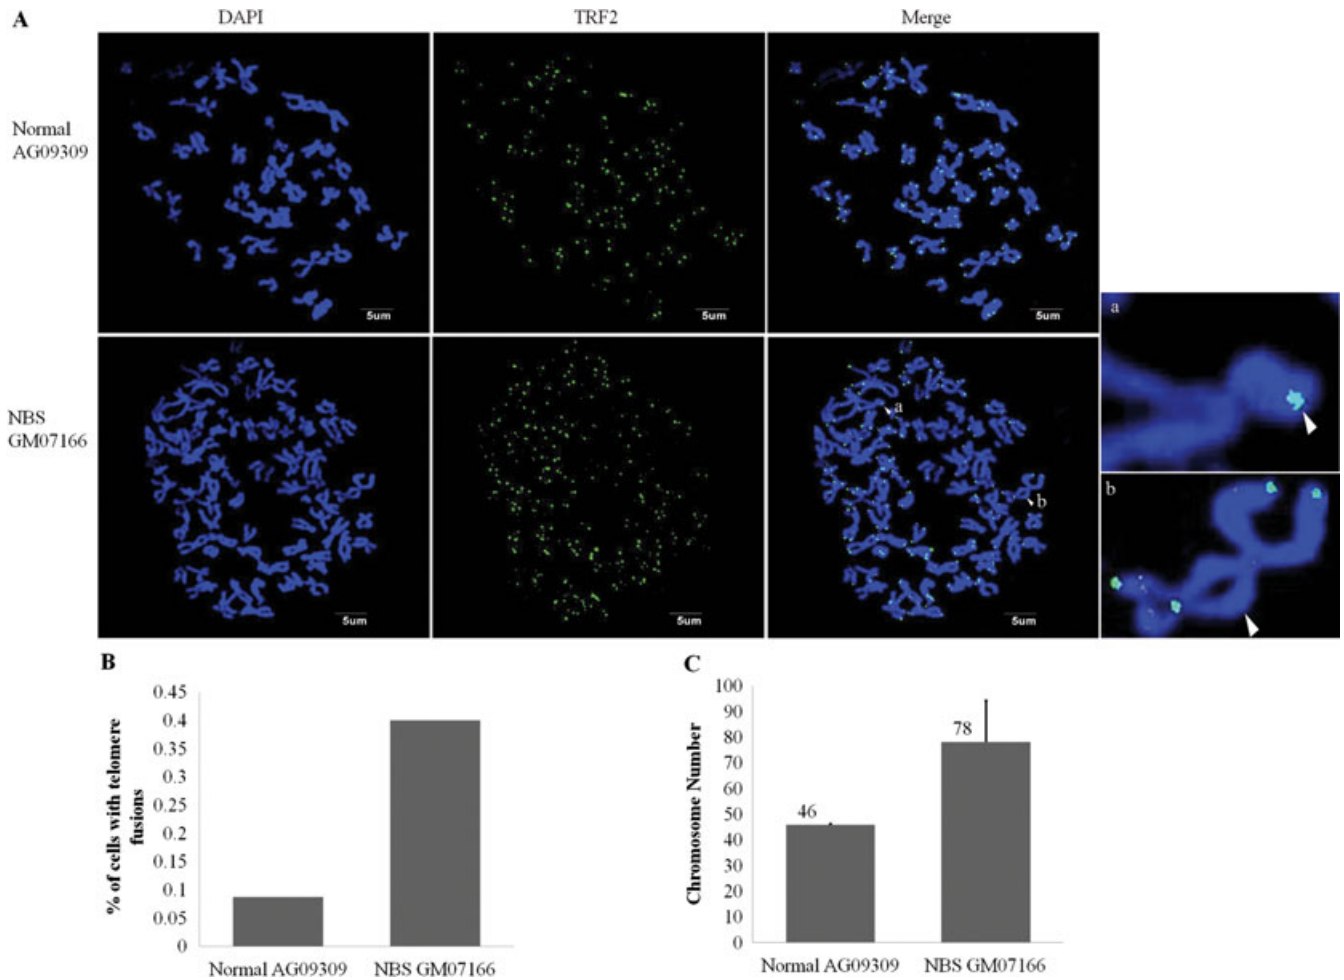 A
DAPI
TRF2
Merge
Normal
AG09309
5um
5um
5um
NBS
GM07166
a
b
5um
5um
5um
a
b
B
% of cells with telomere
fusions
0.45
0.4
0.35
0.3
0.25
0.2
0.15
0.1
0.05
0
Normal AG09309
NBS GM07166
C
Chromosome Number
100
90
80
70
60
50
40
30
20
10
0
46
78
Normal AG09309
NBS GM07166